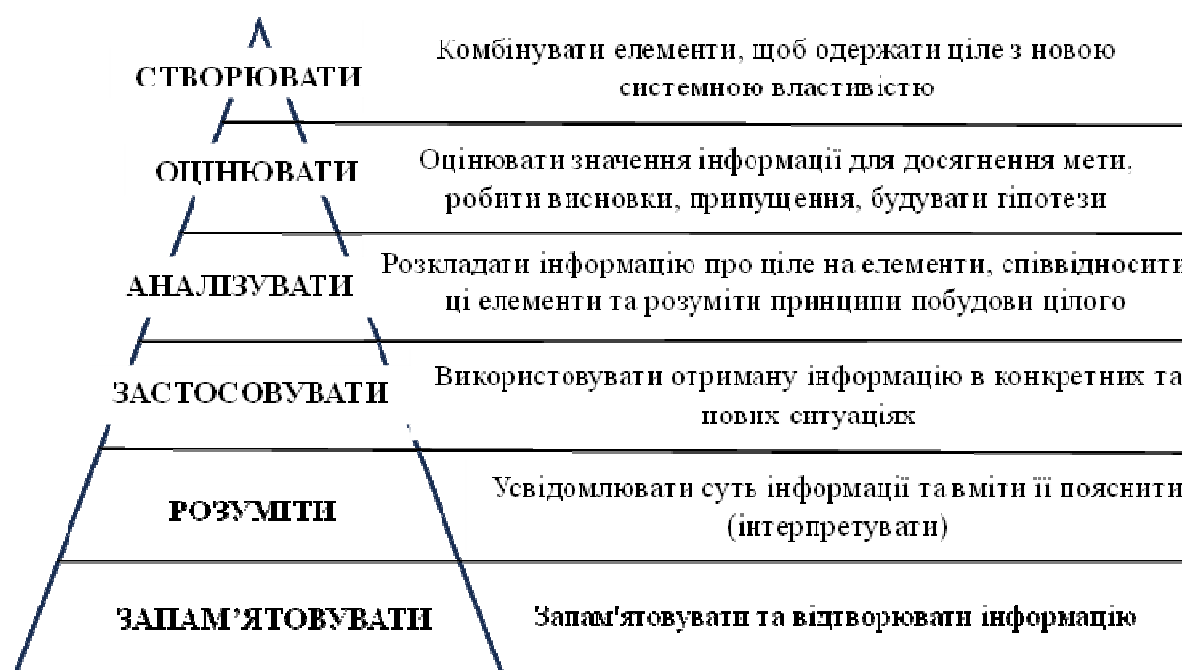 СТВОРЮВАТИ
Комбінувати елементи, щоб одержати ціле з новою
системною властивістю
ОЦІНЮВАТИ
Оцінювати значення інформації для досягнення мети,
робити висновки, припущення, будувати гіпотези
АНАЛІЗУВАТИ
Розкладати інформацію про ціле на елементи, співвідносити
ці елементи та розуміти принципи побудови цілого
ЗАСТОСОВУВАТИ
Використовувати отриману інформацію в конкретних та
нових ситуаціях
РОЗУМІТИ
Усвідомлювати суть інформації та вміти її пояснити
(інтерпретувати)
ЗАПАМ’ЯТОВУВАТИ
Запам'ятовувати та відтворювати інформацію